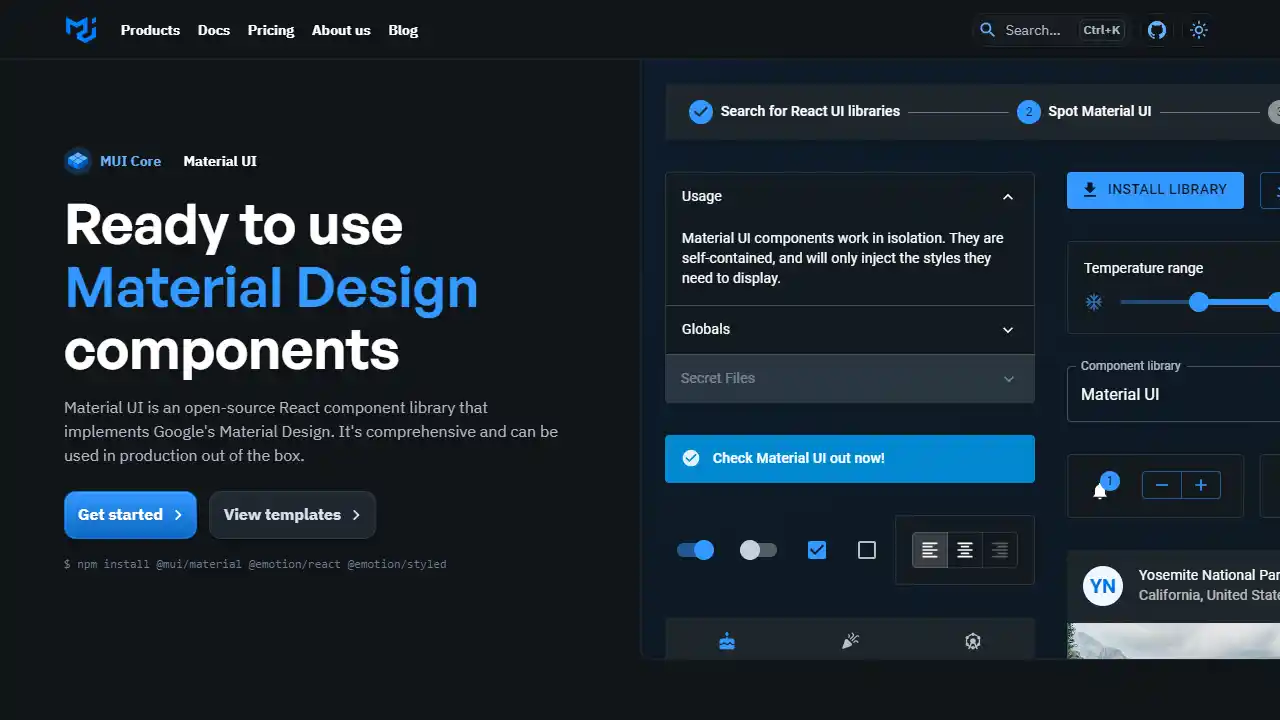 Products Docs Pricing About us Blog
Search... Ctrl+K
MUI Core Material UI
Ready to use
Material Design
components
Material UI is an open-source React component library that
implements Google's Material Design. It's comprehensive and can be
used in production out of the box.
Get started
View templates
$ npm install @mui/material @emotion/react @emotion/styled
Search for React UI libraries
2 Spot Material UI
3
Usage
Material UI components work in isolation. They are
self-contained, and will only inject the styles they
need to display.
Globals
Secret Files
Check Material UI out now!
INSTALL LIBRARY
Temperature range
Component library
Material UI
1
YN
Yosemite National Par
California, United State